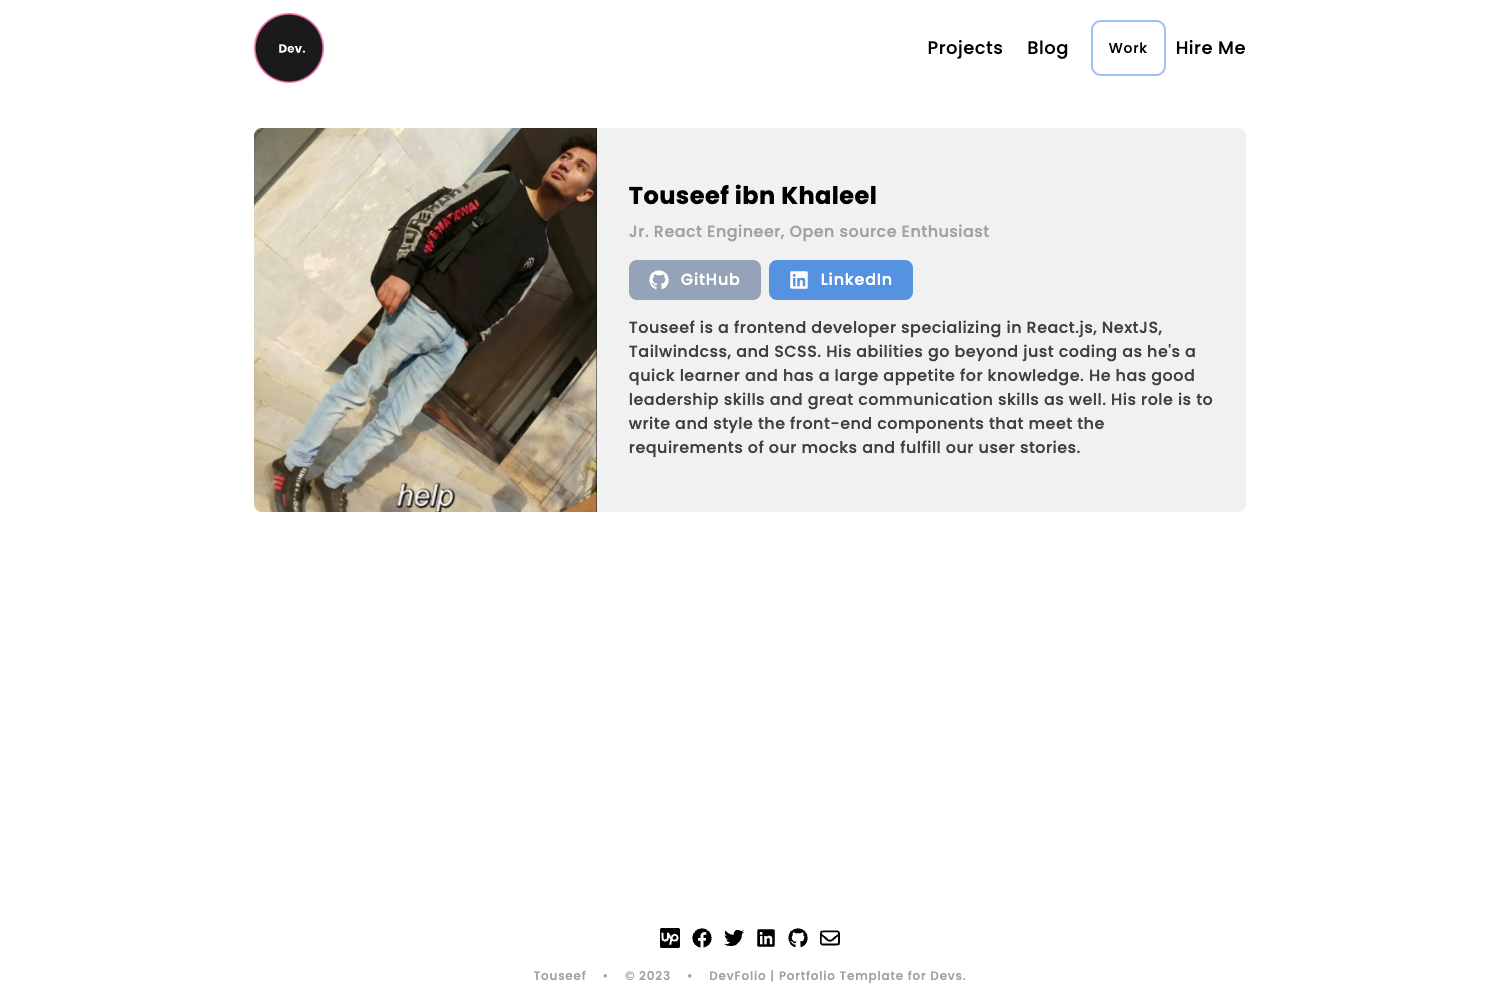 Dev.
Projects
Blog
Work
Hire Me
INTERNATIONAL
help
Touseef ibn Khaleel
Jr. React Engineer, Open source Enthusiast
GitHub
LinkedIn
Touseef is a frontend developer specializing in React.js, NextJS,
Tailwindcss, and SCSS. His abilities go beyond just coding as he's a
quick learner and has a large appetite for knowledge. He has good
leadership skills and great communication skills as well. His role is to
write and style the front-end components that meet the
requirements of our mocks and fulfill our user stories.
Up
Touseef • © 2023 • DevFolio | Portfolio Template for Devs.